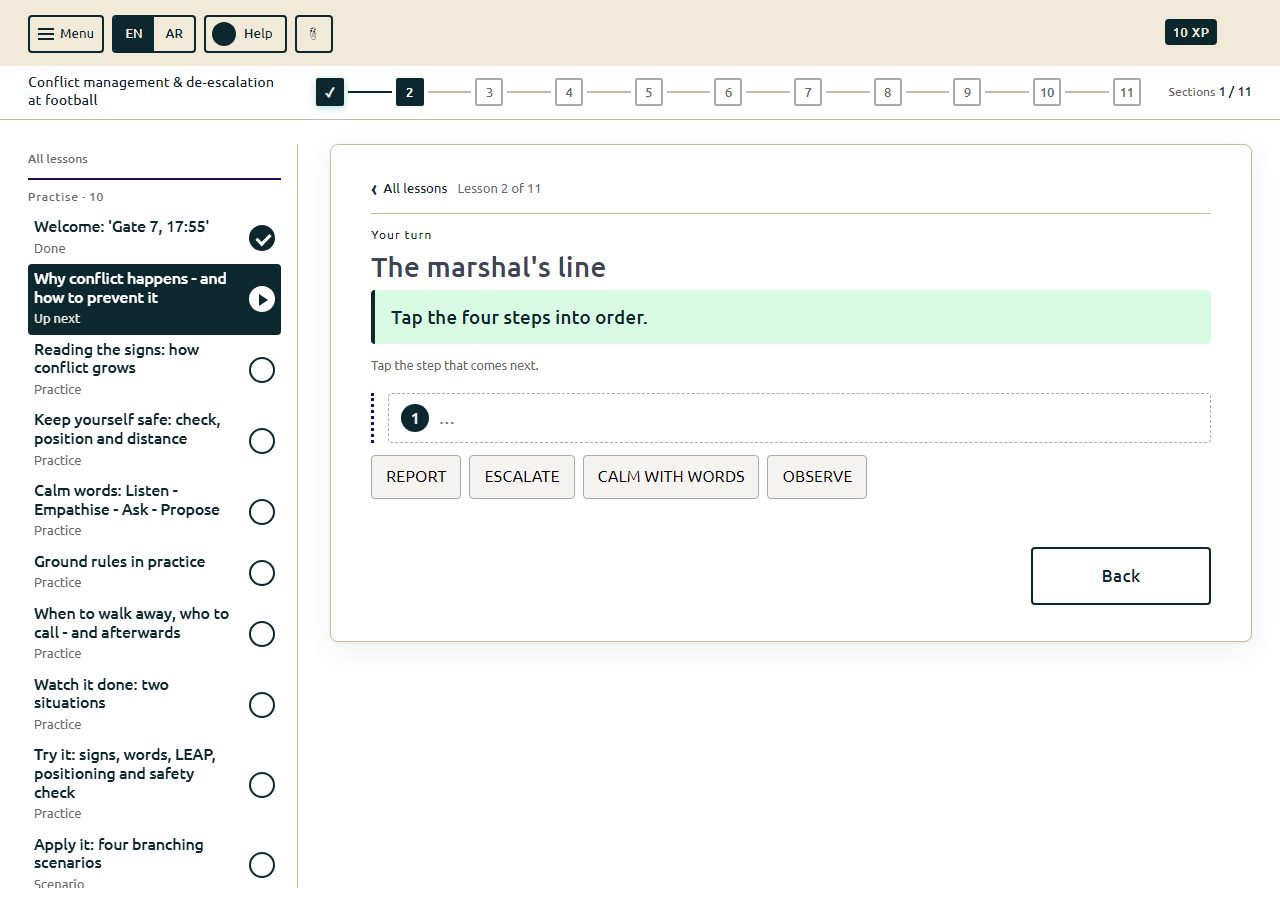 Menu
EN
AR
Help
10 XP
Conflict management & de-escalation
at football
2
3
4
5
6
7
8
9
10
11
Sections 1 / 11
All lessons
Practise - 10
Welcome: 'Gate 7, 17:55'
Done
Why conflict happens - and
how to prevent it
Up next
Reading the signs: how
conflict grows
Practice
Keep yourself safe: check,
position and distance
Practice
Calm words: Listen -
Empathise - Ask - Propose
Practice
Ground rules in practice
Practice
When to walk away, who to
call - and afterwards
Practice
Watch it done: two
situations
Practice
Try it: signs, words, LEAP,
positioning and safety
check
Practice
Apply it: four branching
scenarios
Scenario
‹ All lessons Lesson 2 of 11
Your turn
The marshal's line
Tap the four steps into order.
Tap the step that comes next.
1 ...
REPORT
ESCALATE
CALM WITH WORDS
OBSERVE
Back